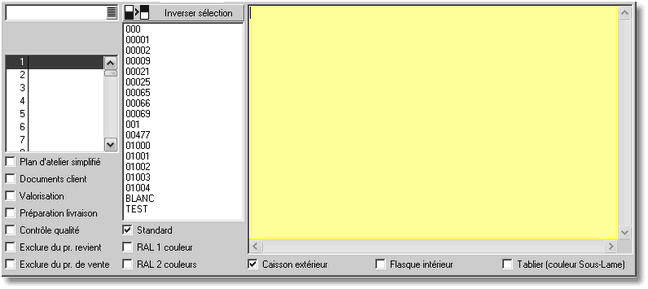 Inverser sélection
000
00001
00002
00009
00021
00025
00065
00066
00069
001
00477
01000
01001
01002
01003
01004
BLANC
TEST
1
2
3
4
5
6
7
Plan d'atelier simplifié
Documents client
Valorisation
Préparation livraison
Contrôle qualité
Exclure du pr. revient
Exclure du pr. de vente
Standard
RAL 1 couleur
RAL 2 couleurs
Caisson extérieur
Flasque intérieur
Tablier (couleur Sous-Lame)